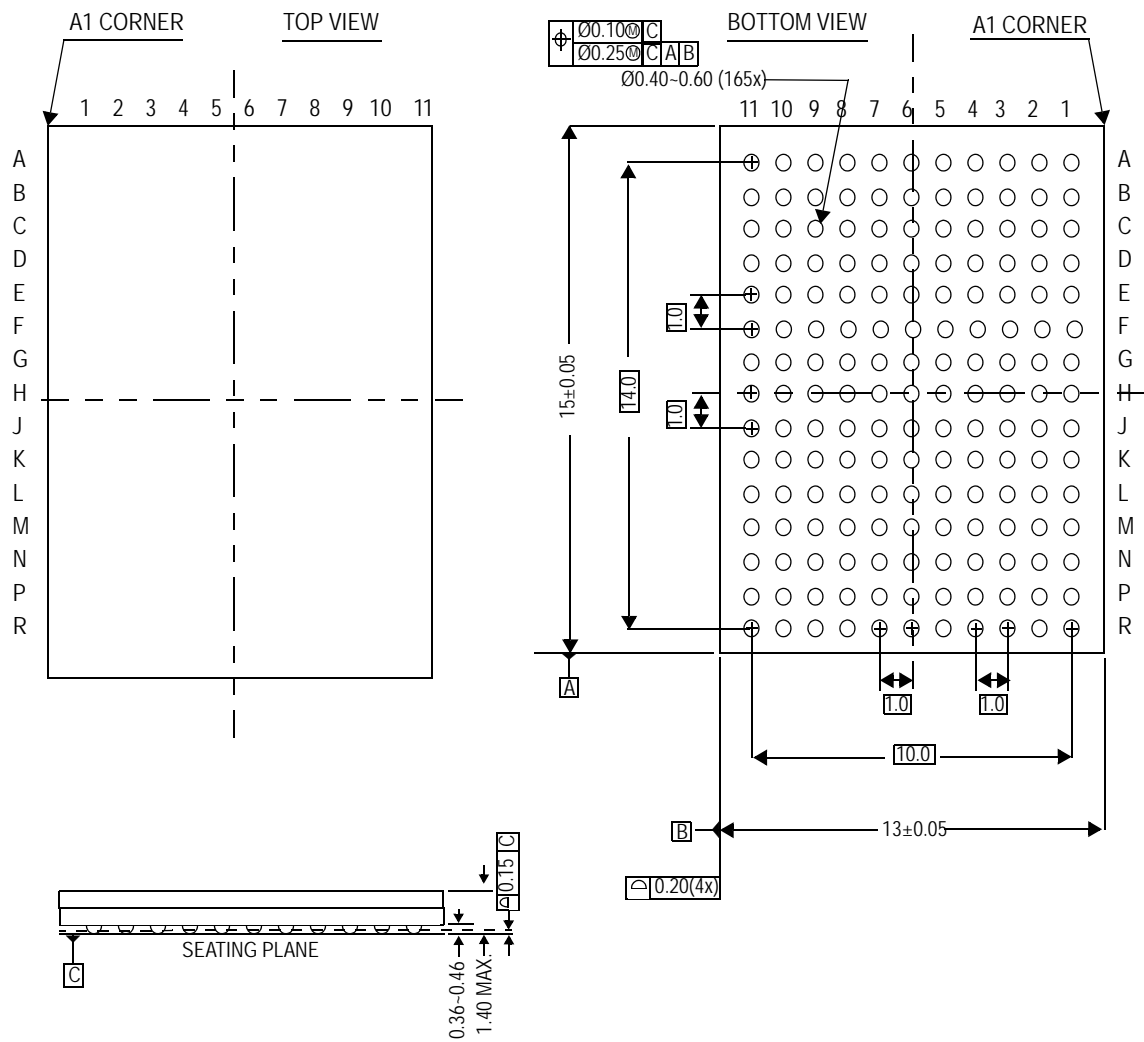 A1 CORNER
TOP VIEW
1 2 3 4 5 6 7 8 9 10 11
A
B
C
D
E
F
G
H
J
K
L
M
N
P
R
Ø0.10Ⓜ C
Ø0.25Ⓜ C A B
BOTTOM VIEW
A1 CORNER
Ø0.40~0.60 (165x)
11 10 9 8 7 6 5 4 3 2 1
A
B
C
D
E
F
G
H
J
K
L
M
N
P
R
1.0
1.0
14.0
15±0.05
A
1.0
1.0
10.0
B
13±0.05
0.20(4x)
0.15 C
SEATING PLANE
C
0.36~0.46
1.40 MAX.